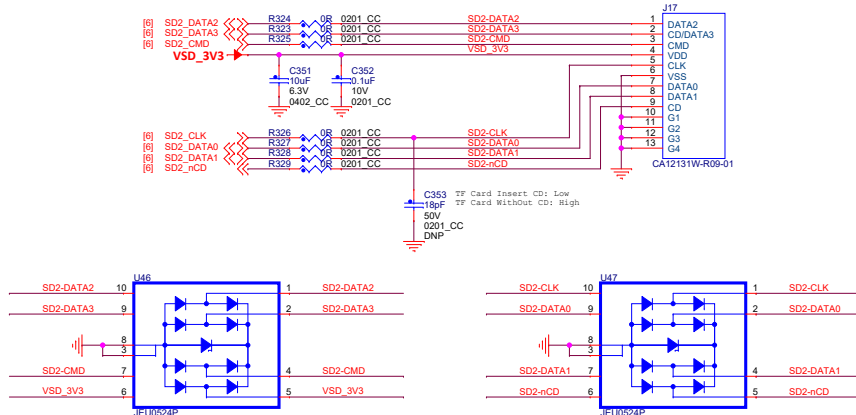 J17
[6] SD2_DATA2 R324 0R 0201_CC SD2-DATA2 1 DATA2
[6] SD2_DATA3 R323 0R 0201_CC SD2-DATA3 2 CD/DATA3
[6] SD2_CMD R325 0R 0201_CC SD2-CMD 3 CMD
VSD_3V3 VSD_3V3 4 VDD
5 CLK
6 VSS
7 DATA0
8 DATA1
9 CD
10 G1
11 G2
12 G3
13 G4
CA12131W-R09-01
C351 C352
10uF 0.1uF
6.3V 10V
0402_CC 0201_CC
[6] SD2_CLK R326 0R 0201_CC SD2-CLK
[6] SD2_DATA0 R327 0R 0201_CC SD2-DATA0
[6] SD2_DATA1 R328 0R 0201_CC SD2-DATA1
[6] SD2_nCD R329 0R 0201_CC SD2-nCD
C353 TF Card Insert CD: Low
18pF TF Card WithOut CD: High
50V
0201_CC
DNP
U46
SD2-DATA2 10 1 SD2-DATA2
SD2-DATA3 9 2 SD2-DATA3
8
3
SD2-CMD 7 4 SD2-CMD
VSD_3V3 6 5 VSD_3V3
JEU0524P
U47
SD2-CLK 10 1 SD2-CLK
SD2-DATA0 9 2 SD2-DATA0
8
3
SD2-DATA1 7 4 SD2-DATA1
SD2-nCD 6 5 SD2-nCD
JEU0524P